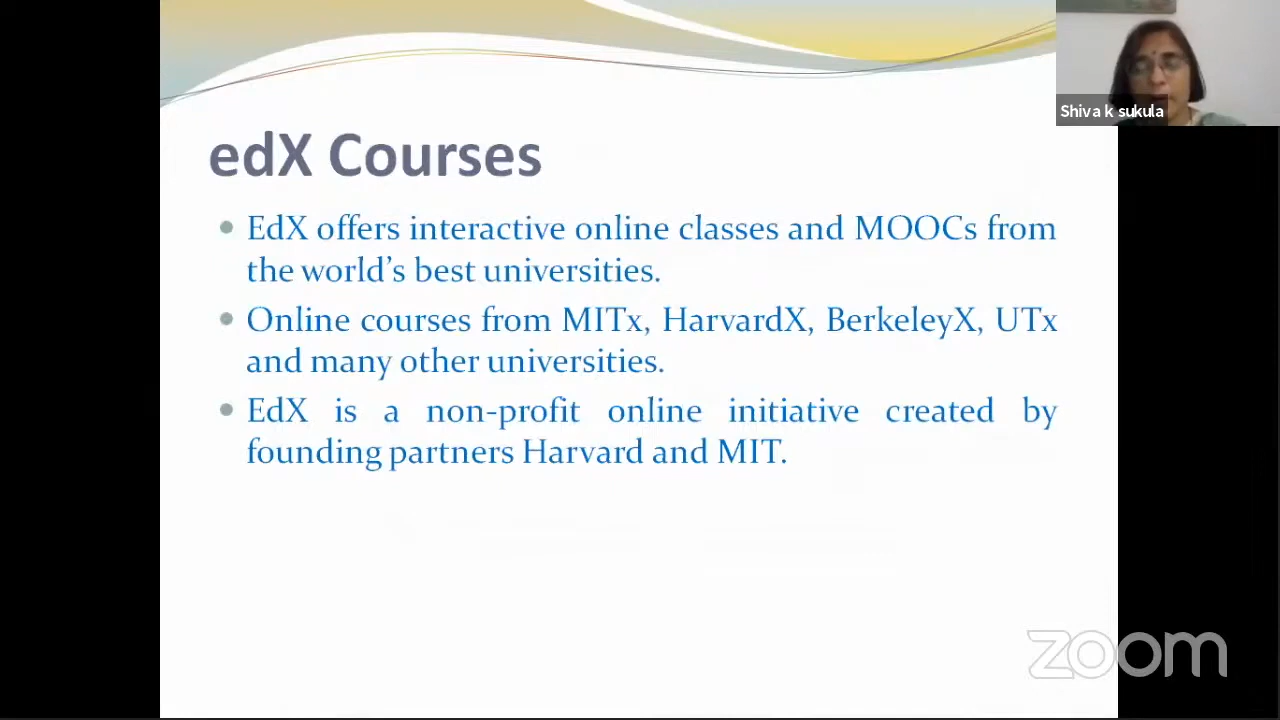 Shiva k sukula
edX Courses
EdX offers interactive online classes and MOOCs from
the world's best universities.
Online courses from MITx, HarvardX, BerkeleyX, UTx
and many other universities.
EdX is a non-profit online initiative created by
founding partners Harvard and MIT.
zoom